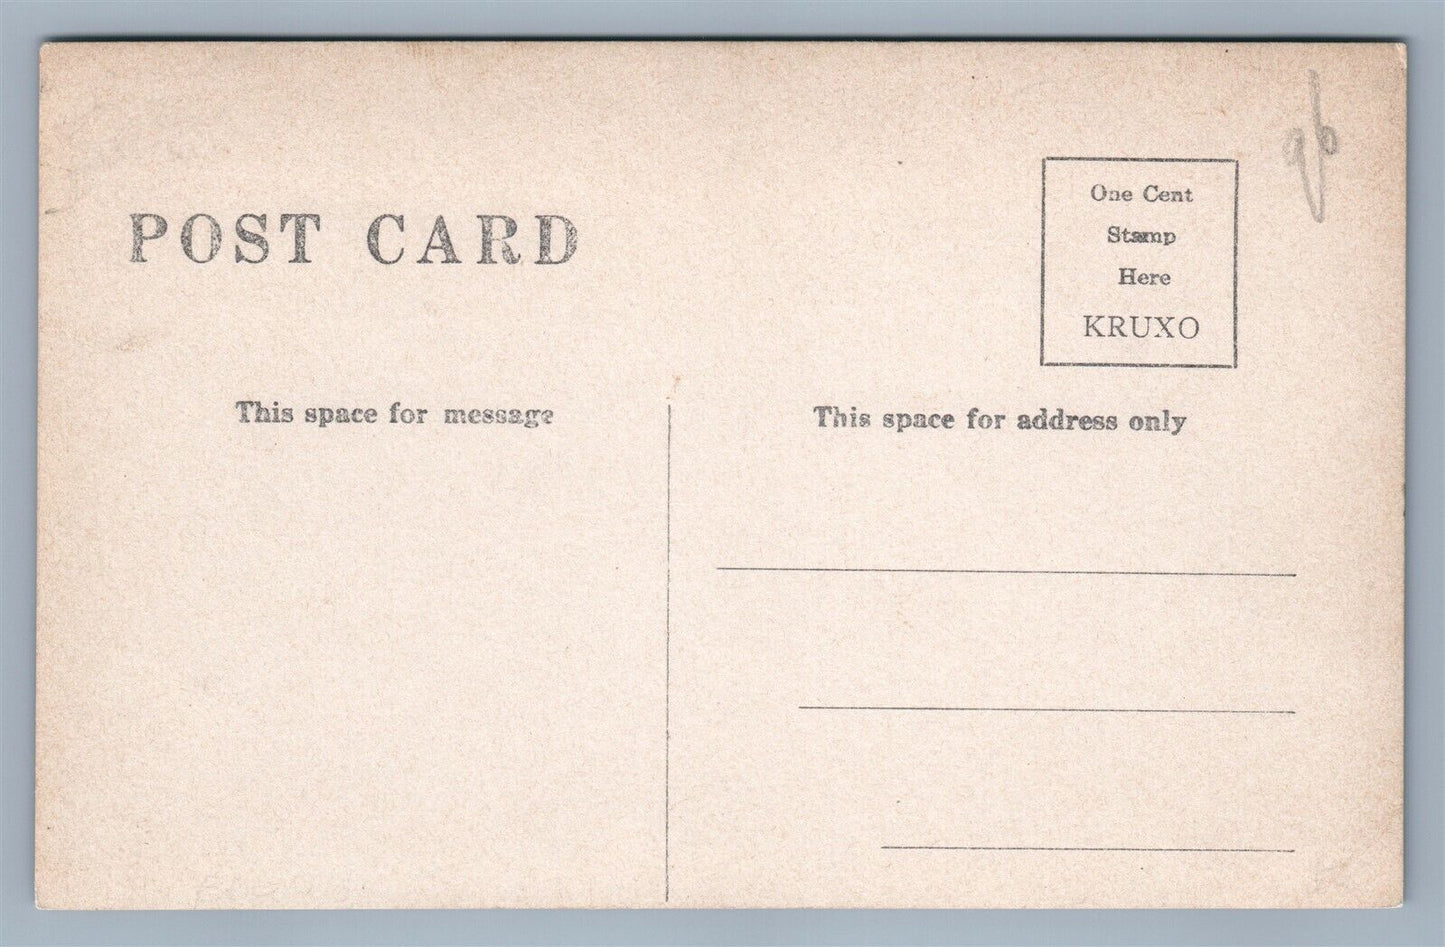 POST CARD
One Cent
Stamp
Here
KRUXO
This space for message
This space for address only